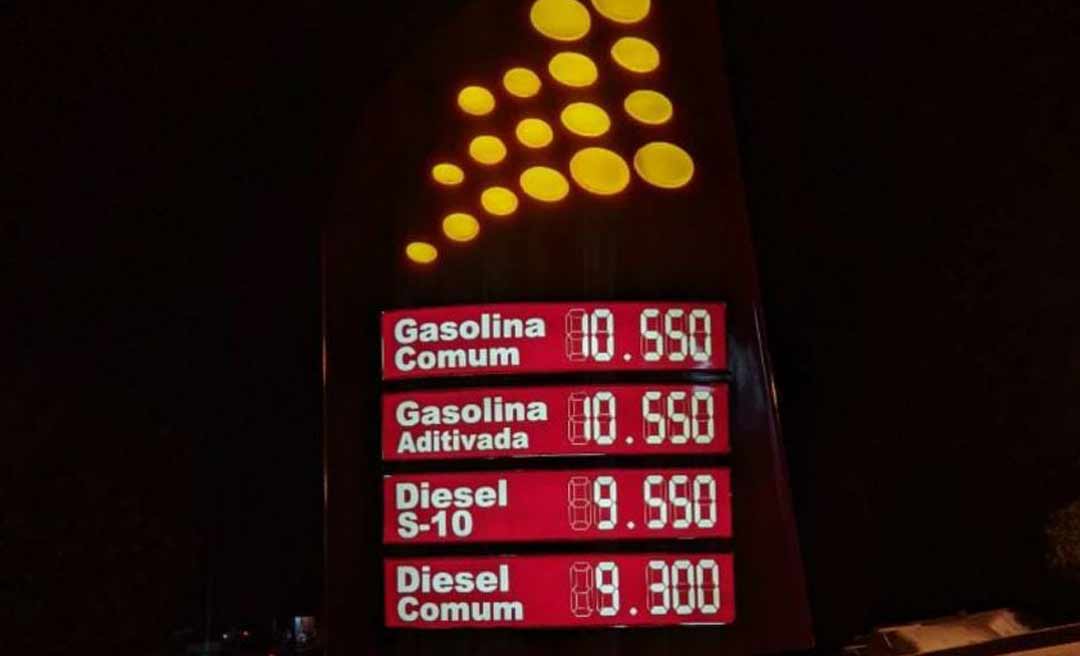 Gasolina
Comum 10.550
Gasolina
Aditivada 10.550
Diesel
S-10 9.550
Diesel
Comum 9.300